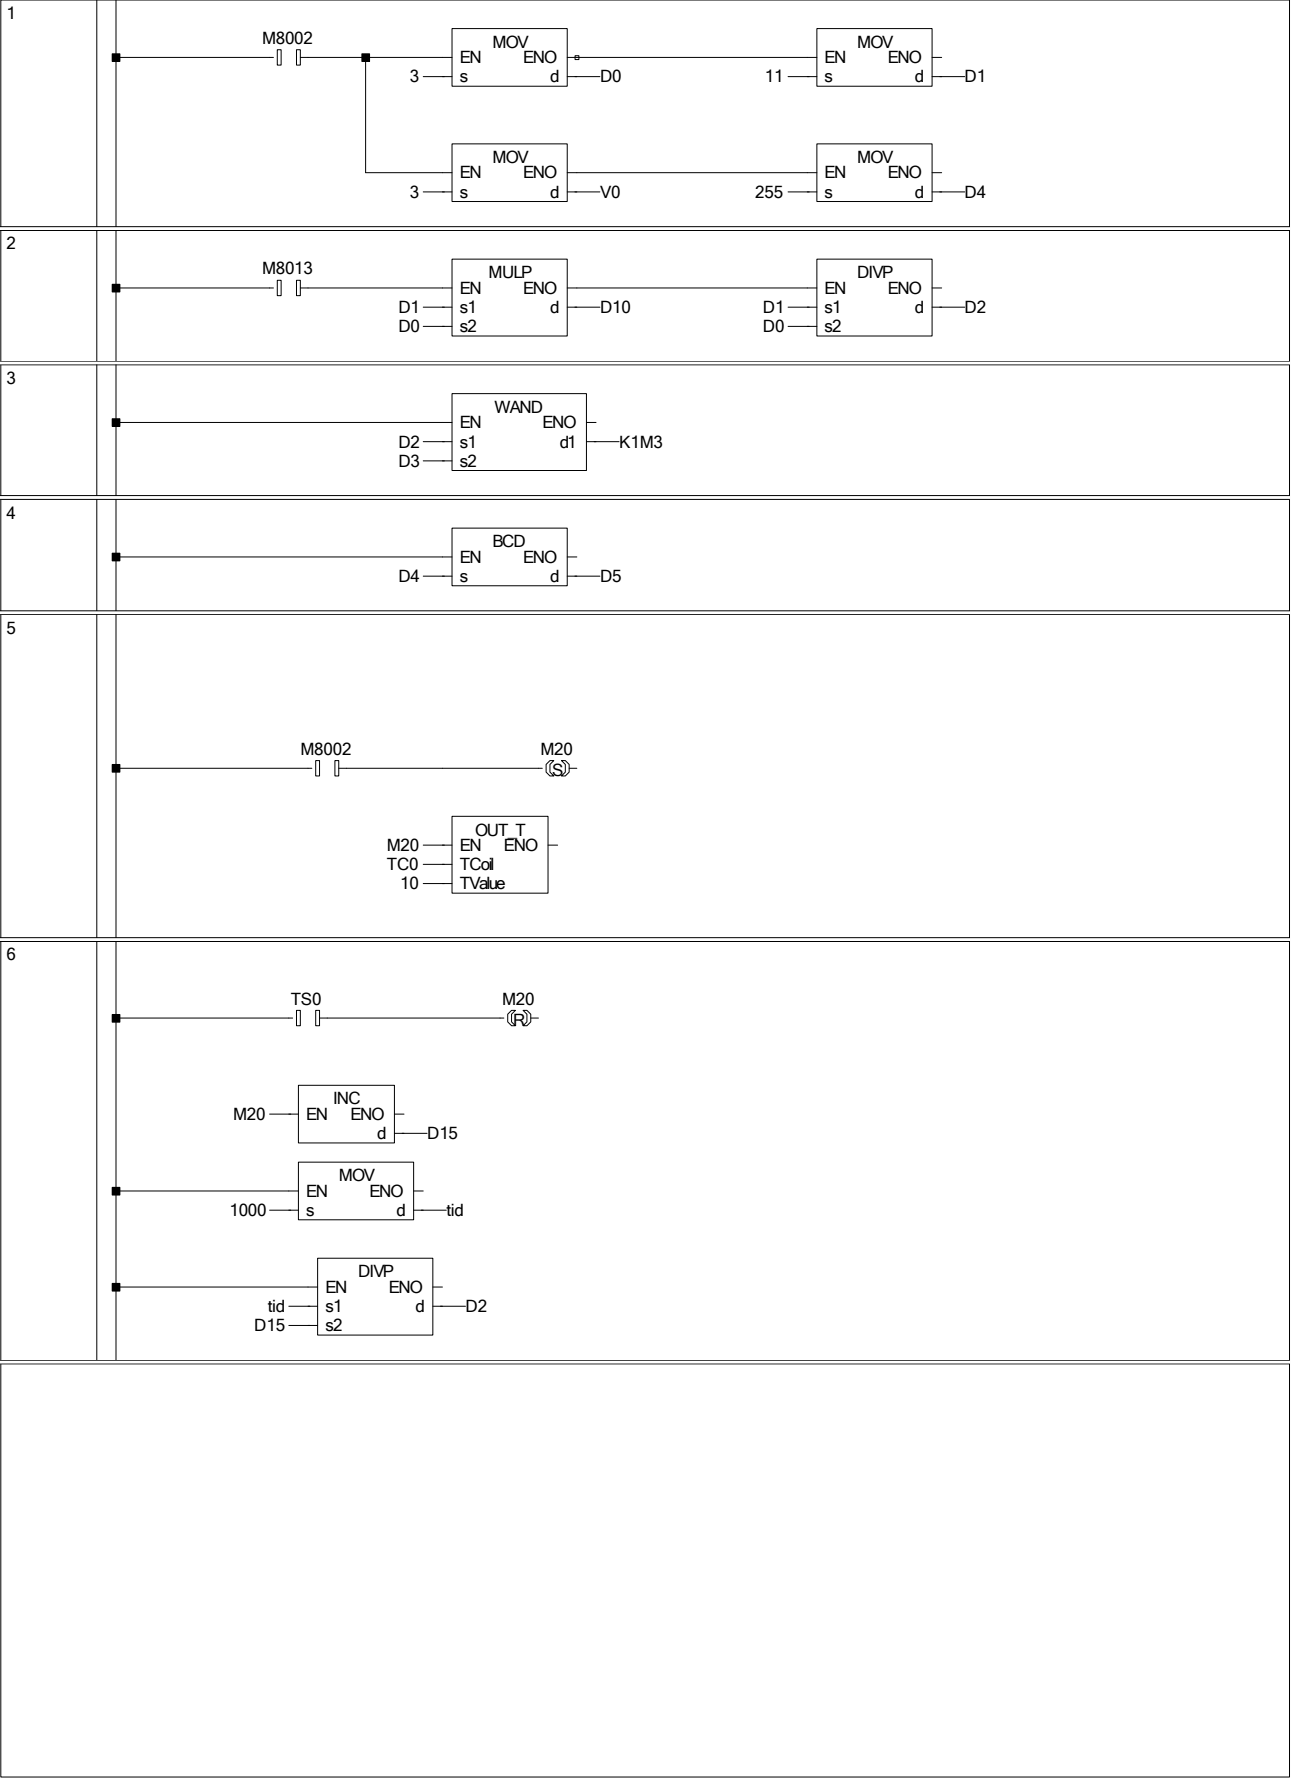 1
M8002
MOV MOV
EN ENO EN ENO
3 s d D0 11 s d D1
MOV MOV
EN ENO EN ENO
3 s d V0 255 s d D4
2
M8013
MULP DIVP
EN ENO EN ENO
D1 s1 d D10 D1 s1 d D2
D0 s2 D0 s2
3
WAND
EN ENO
D2 s1 d1 K1M3
D3 s2
4
BCD
EN ENO
D4 s d D5
5
M8002 M20
S
OUT_T
M20 EN ENO
TC0 TCoil
10 TValue
6
TS0 M20
R
INC
M20 EN ENO
d D15
MOV
EN ENO
1000 s d tid
DIVP
EN ENO
tid s1 d D2
D15 s2